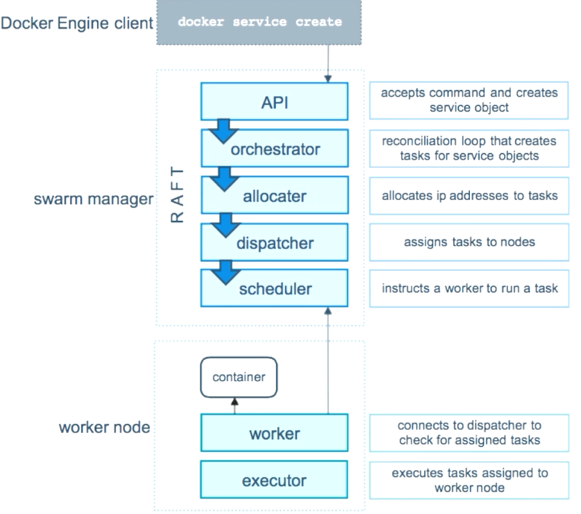 Docker Engine client
docker service create
API
accepts command and creates
service object
orchestrator
reconciliation loop that creates
tasks for service objects
swarm manager
RAFT
allocater
allocates ip addresses to tasks
dispatcher
assigns tasks to nodes
scheduler
instructs a worker to run a task
container
worker node
worker
connects to dispatcher to
check for assigned tasks
executor
executes tasks assigned to
worker node